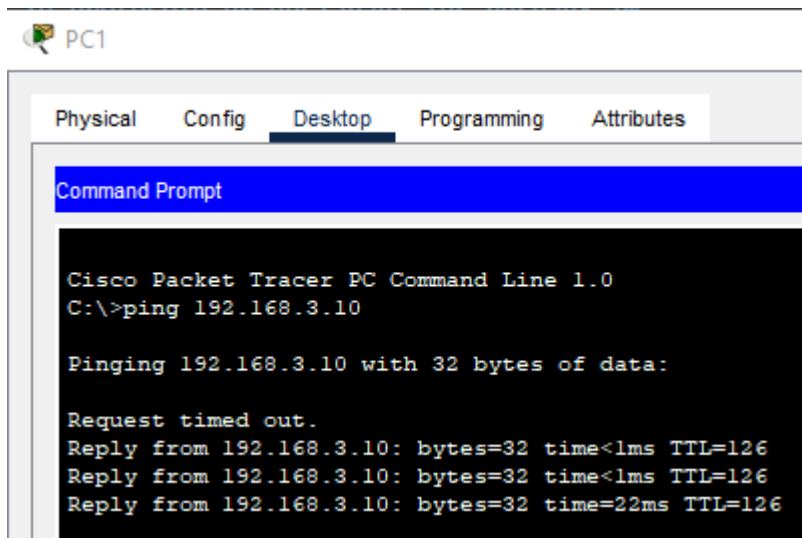 PC1
Physical Config Desktop Programming Attributes
Command Prompt
Cisco Packet Tracer PC Command Line 1.0
C:\>ping 192.168.3.10
Pinging 192.168.3.10 with 32 bytes of data:
Request timed out.
Reply from 192.168.3.10: bytes=32 time<1ms TTL=126
Reply from 192.168.3.10: bytes=32 time<1ms TTL=126
Reply from 192.168.3.10: bytes=32 time=22ms TTL=126